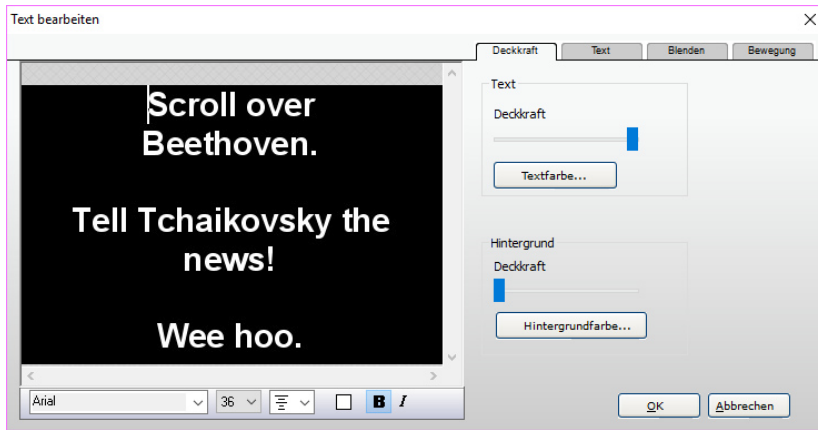 Text bearbeiten
Deckkraft Text Blenden Bewegung
Scroll over
Beethoven.
Tell Tchaikovsky the
news!
Wee hoo.
Text
Deckkraft
Textfarbe...
Hintergrund
Deckkraft
Hintergrundfarbe...
Arial 36 B I
OK Abbrechen